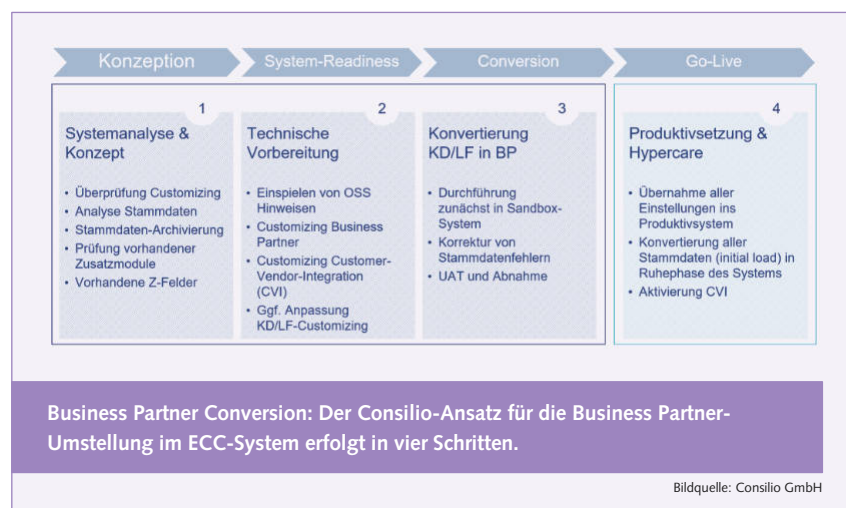 Konzeption
System-Readiness
Conversion
Go-Live
1
Systemanalyse &
Konzept
• Überprüfung Customizing
• Analyse Stammdaten
• Stammdaten-Archivierung
• Prüfung vorhandener
Zusatzmodule
• Vorhandene Z-Felder
2
Technische
Vorbereitung
• Einspielen von OSS
Hinweisen
• Customizing Business
Partner
• Customizing Customer-
Vendor-Integration
(CVI)
• Ggf. Anpassung
KD/LF-Customizing
3
Konvertierung
KD/LF in BP
• Durchführung
zunächst in Sandbox-
System
• Korrektur von
Stammdatenfehlern
• UAT und Abnahme
4
Produktivsetzung &
Hypercare
• Übernahme aller
Einstellungen ins
Produktivsystem
• Konvertierung aller
Stammdaten (initial load) in
Ruhephase des Systems
• Aktivierung CVI
Business Partner Conversion: Der Consilio-Ansatz für die Business Partner-
Umstellung im ECC-System erfolgt in vier Schritten.
Bildquelle: Consilio GmbH